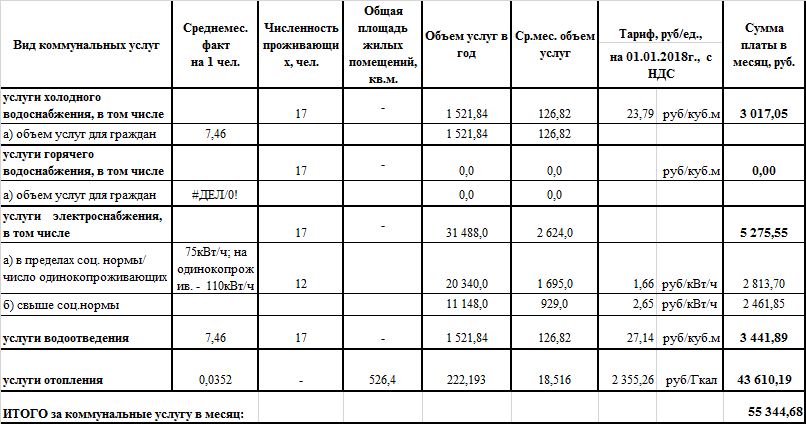 Вид коммунальных услуг
Среднемес.
факт
на 1 чел.
Численность
проживающи
х, чел.
Общая
площадь
жилых
помещений,
кв.м.
Объем услуг в
год
Ср.мес. объем
услуг
Тариф, руб/ед.,
на 01.01.2018г., с
НДС
Сумма
платы в
месяц, руб.
услуги холодного
водоснабжения, в том числе 17 - 1 521,84 126,82 23,79 руб/куб.м 3 017,05
а) объем услуг для граждан 7,46 1 521,84 126,82
услуги горячего
водоснабжения, в том числе 17 - 0,0 0,0 руб/куб.м 0,00
а) объем услуг для граждан #ДЕЛ/0! 0,0 0,0
услуги электроснабжения,
в том числе 17 - 31 488,0 2 624,0 5 275,55
а) в пределах соц. нормы/
число одинокопроживающих
75кВт/ч; на
одинокопрож
ив. - 110кВт/ч
12 20 340,0 1 695,0 1,66 руб/кВт/ч 2 813,70
б) свыше соц.нормы 11 148,0 929,0 2,65 руб/кВт/ч 2 461,85
услуги водоотведения 7,46 17 - 1 521,84 126,82 27,14 руб/куб.м 3 441,89
услуги отопления 0,0352 - 526,4 222,193 18,516 2 355,26 руб/Гкал 43 610,19
ИТОГО за коммунальные услугу в месяц: 55 344,68